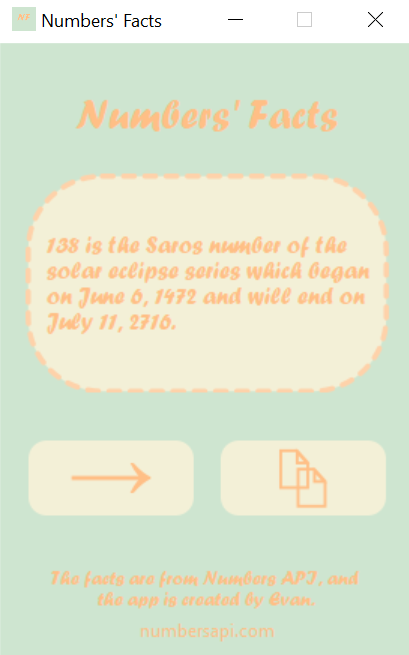 NF Numbers' Facts
Numbers' Facts
138 is the Saros number of the
solar eclipse series which began
on June 6, 1472 and will end on
July 11, 2716.
The facts are from Numbers API, and
the app is created by Evan.
numbersapi.com